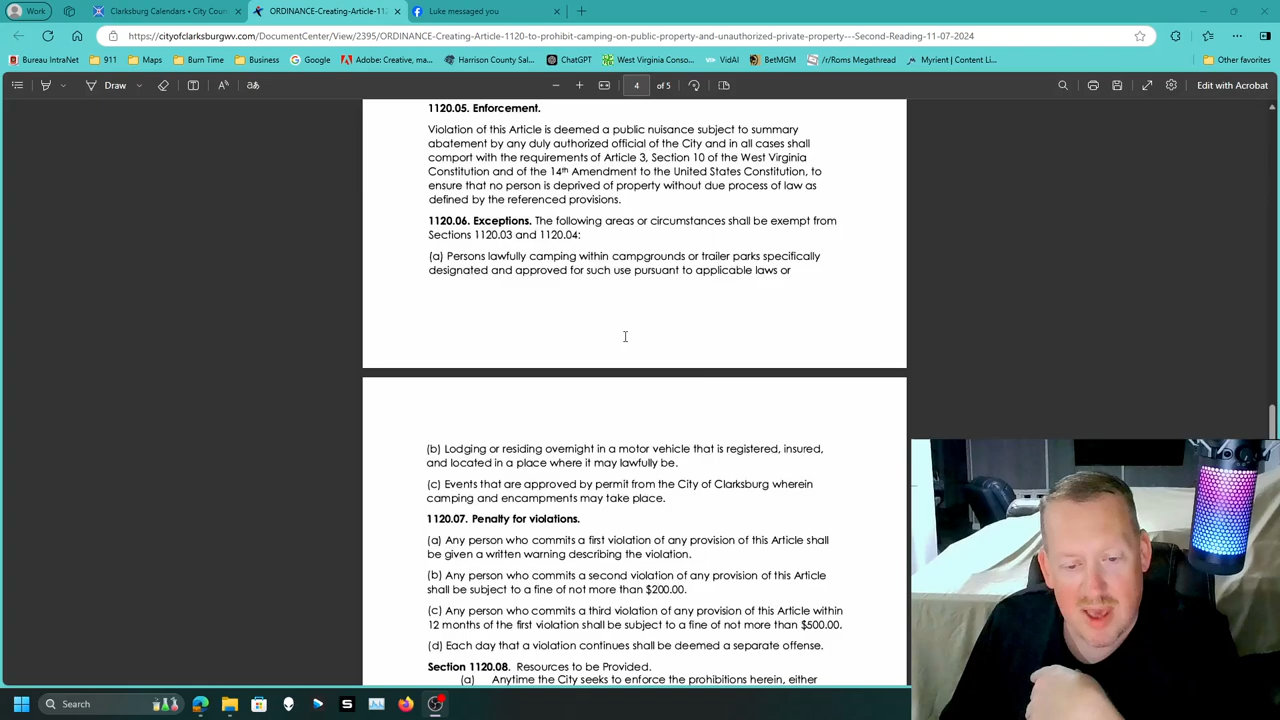 Work
Clarksburg Calendars • City Coun
ORDINANCE-Creating-Article-112
Luke messaged you
https://cityofclarksburgwv.com/DocumentCenter/View/2395/ORDINANCE-Creating-Article-1120-to-prohibit-camping-on-public-property-and-unauthorized-private-property---Second-Reading-11-07-2024
Bureau IntraNet
911
Maps
Burn Time
Business
Google
Adobe: Creative, ma...
Harrison County Sal...
ChatGPT
West Virginia Conso...
VidAI
BetMGM
/r/Roms Megathread
Myrient | Content Li...
Other favorites
Draw
4 of 5
Edit with Acrobat
1120.05. Enforcement.
Violation of this Article is deemed a public nuisance subject to summary
abatement by any duly authorized official of the City and in all cases shall
comport with the requirements of Article 3, Section 10 of the West Virginia
Constitution and of the 14th Amendment to the United States Constitution, to
ensure that no person is deprived of property without due process of law as
defined by the referenced provisions.
1120.06. Exceptions. The following areas or circumstances shall be exempt from
Sections 1120.03 and 1120.04:
(a) Persons lawfully camping within campgrounds or trailer parks specifically
designated and approved for such use pursuant to applicable laws or
(b) Lodging or residing overnight in a motor vehicle that is registered, insured,
and located in a place where it may lawfully be.
(c) Events that are approved by permit from the City of Clarksburg wherein
camping and encampments may take place.
1120.07. Penalty for violations.
(a) Any person who commits a first violation of any provision of this Article shall
be given a written warning describing the violation.
(b) Any person who commits a second violation of any provision of this Article
shall be subject to a fine of not more than $200.00.
(c) Any person who commits a third violation of any provision of this Article within
12 months of the first violation shall be subject to a fine of not more than $500.00.
(d) Each day that a violation continues shall be deemed a separate offense.
Section 1120.08. Resources to be Provided.
(a) Anytime the City seeks to enforce the prohibitions herein, either
Search